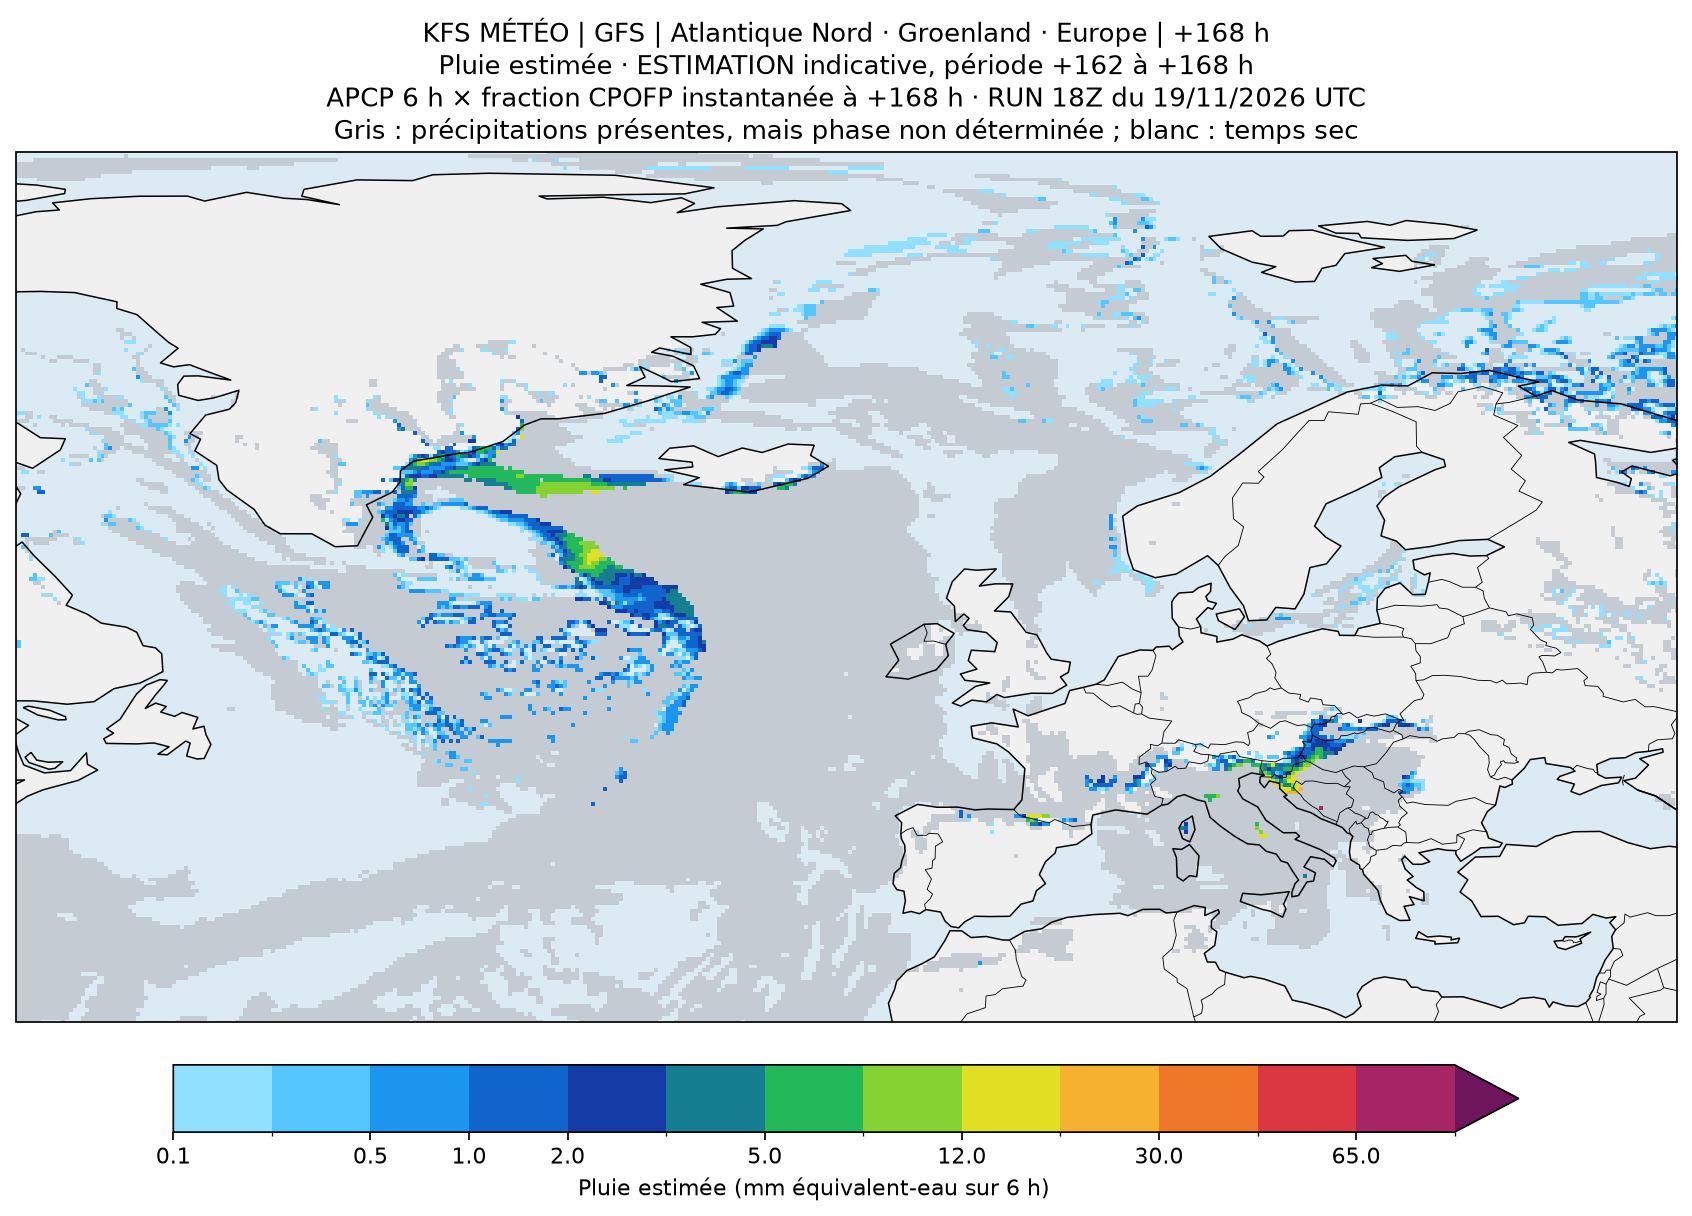 KFS MÉTÉO | GFS | Atlantique Nord · Groenland · Europe | +168 h
Pluie estimée · ESTIMATION indicative, période +162 à +168 h
APCP 6 h × fraction CPOFP instantanée à +168 h · RUN 18Z du 19/11/2026 UTC
Gris : précipitations présentes, mais phase non déterminée ; blanc : temps sec
0.1 0.5 1.0 2.0 5.0 12.0 30.0 65.0
Pluie estimée (mm équivalent-eau sur 6 h)